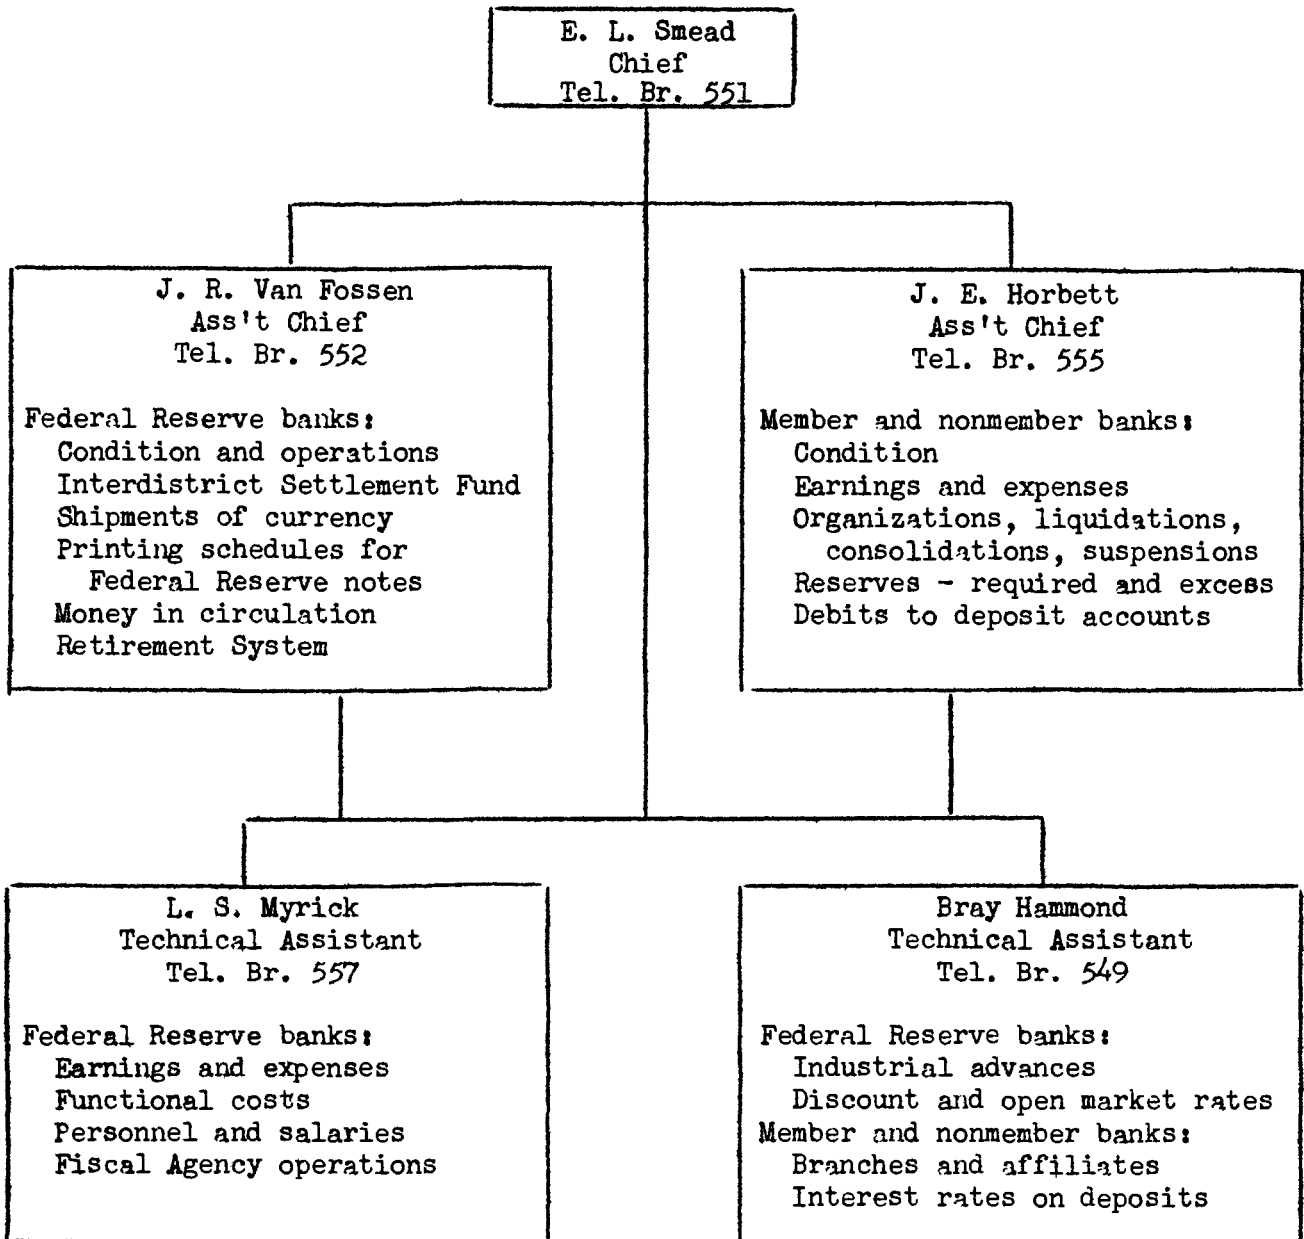 E. L. Smead
Chief
Tel. Br. 551
J. R. Van Fossen
Ass't Chief
Tel. Br. 552
Federal Reserve banks:
Condition and operations
Interdistrict Settlement Fund
Shipments of currency
Printing schedules for
Federal Reserve notes
Money in circulation
Retirement System
J. E. Horbett
Ass't Chief
Tel. Br. 555
Member and nonmember banks:
Condition
Earnings and expenses
Organizations, liquidations,
consolidations, suspensions
Reserves - required and excess
Debits to deposit accounts
L. S. Myrick
Technical Assistant
Tel. Br. 557
Federal Reserve banks:
Earnings and expenses
Functional costs
Personnel and salaries
Fiscal Agency operations
Bray Hammond
Technical Assistant
Tel. Br. 549
Federal Reserve banks:
Industrial advances
Discount and open market rates
Member and nonmember banks:
Branches and affiliates
Interest rates on deposits